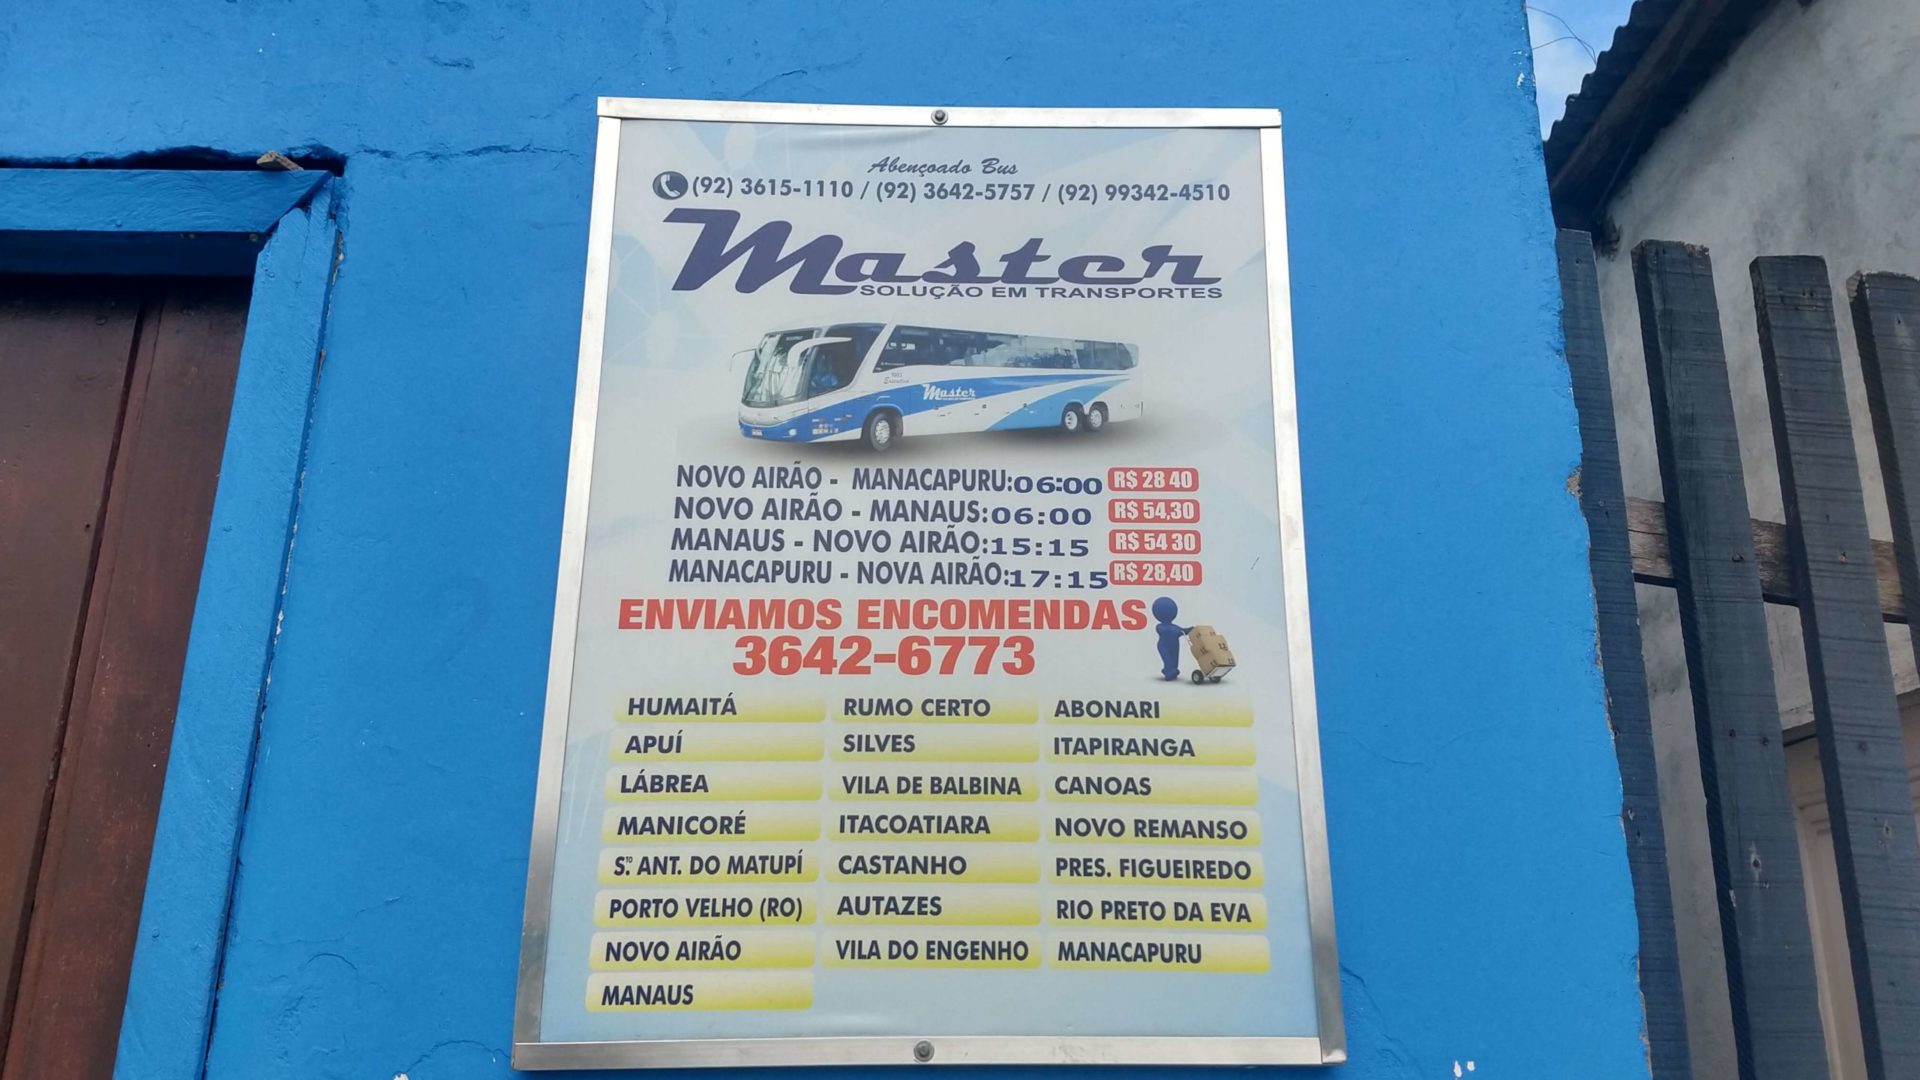 Abençoado Bus
(92) 3615-1110 / (92) 3642-5757 / (92) 99342-4510
Master
SOLUÇÃO EM TRANSPORTES
Master
NOVO AIRÃO - MANACAPURU:06:00 R$ 28 40
NOVO AIRÃO - MANAUS:06:00 R$ 54,30
MANAUS - NOVO AIRÃO:15:15 R$ 54 30
MANACAPURU - NOVA AIRÃO:17:15 R$ 28,40
ENVIAMOS ENCOMENDAS
3642-6773
HUMAITÁ RUMO CERTO ABONARI
APUÍ SILVES ITAPIRANGA
LÁBREA VILA DE BALBINA CANOAS
MANICORÉ ITACOATIARA NOVO REMANSO
S.TO ANT. DO MATUPÍ CASTANHO PRES. FIGUEIREDO
PORTO VELHO (RO) AUTAZES RIO PRETO DA EVA
NOVO AIRÃO VILA DO ENGENHO MANACAPURU
MANAUS